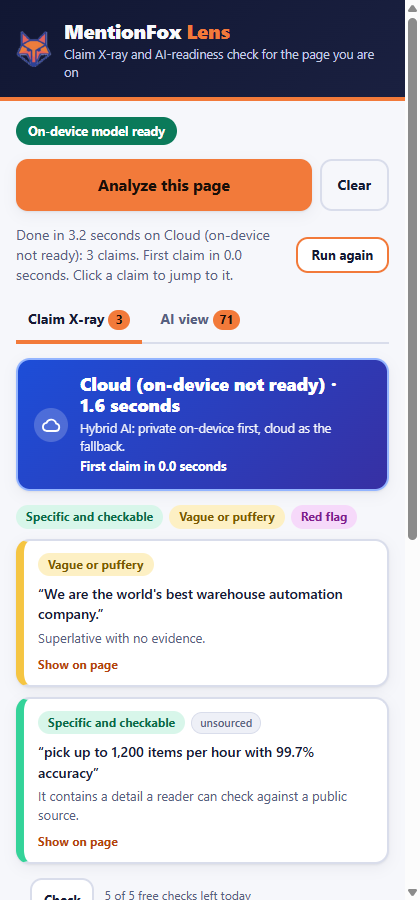 MentionFox Lens
Claim X-ray and AI-readiness check for the page you are
on
On-device model ready
Analyze this page
Clear
Done in 3.2 seconds on Cloud (on-device
not ready): 3 claims. First claim in 0.0
seconds. Click a claim to jump to it.
Run again
Claim X-ray 3
AI view 71
Cloud (on-device not ready) ·
1.6 seconds
Hybrid AI: private on-device first, cloud as the
fallback.
First claim in 0.0 seconds
Specific and checkable
Vague or puffery
Red flag
Vague or puffery
“We are the world's best warehouse automation
company.”
Superlative with no evidence.
Show on page
Specific and checkable
unsourced
“pick up to 1,200 items per hour with 99.7%
accuracy”
It contains a detail a reader can check against a public
source.
Show on page
Check
5 of 5 free checks left today